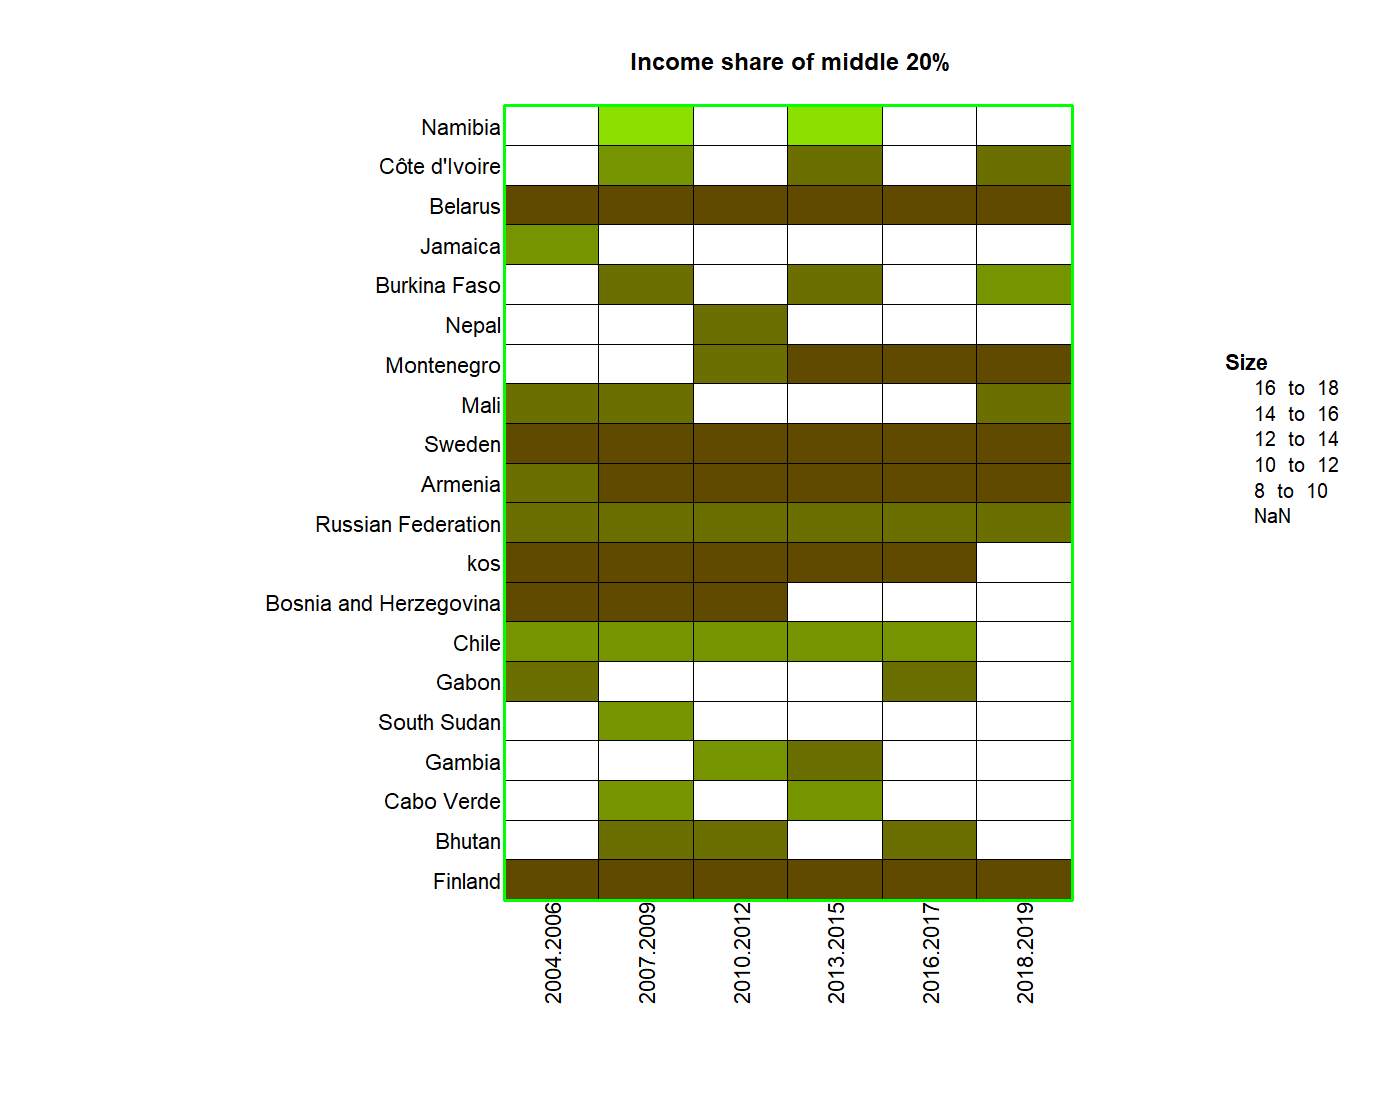 Income share of middle 20%
Namibia
Côte d'Ivoire
Belarus
Jamaica
Burkina Faso
Nepal
Montenegro
Mali
Sweden
Armenia
Russian Federation
kos
Bosnia and Herzegovina
Chile
Gabon
South Sudan
Gambia
Cabo Verde
Bhutan
Finland
2004.2006
2007.2009
2010.2012
2013.2015
2016.2017
2018.2019
Size
16 to 18
14 to 16
12 to 14
10 to 12
8 to 10
NaN